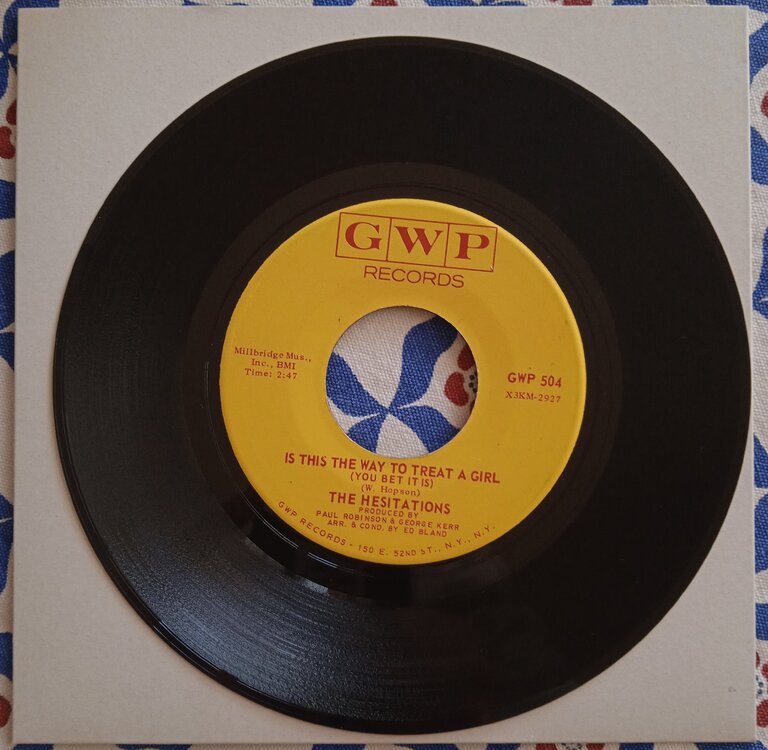 GWP
RECORDS
Millbridge Mus.,
Inc., BMI
Time: 2:47
GWP 504
X3KM-2927
IS THIS THE WAY TO TREAT A GIRL
(YOU BET IT IS)
(W. Hopson)
THE HESITATIONS
PRODUCED BY
PAUL ROBINSON & GEORGE KERR
ARR. & COND. BY ED BLAND
GWP RECORDS - 150 E. 52ND ST., N.Y., N.Y.